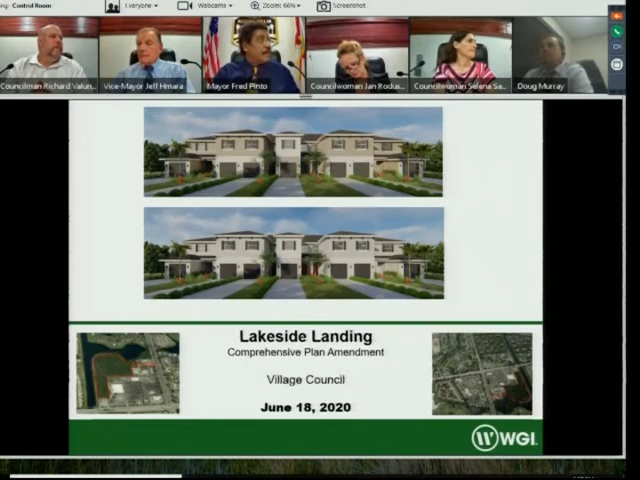 Control Room
Everyone
Webcams
Zoom: 66%
Screenshot
Councilman Richard Valun...
Vice-Mayor Jeff Hmara
Mayor Fred Pinto
Councilwoman Jan Rodus...
Councilwoman Selena Sa...
Doug Murray
Lakeside Landing
Comprehensive Plan Amendment
Village Council
June 18, 2020
WGI